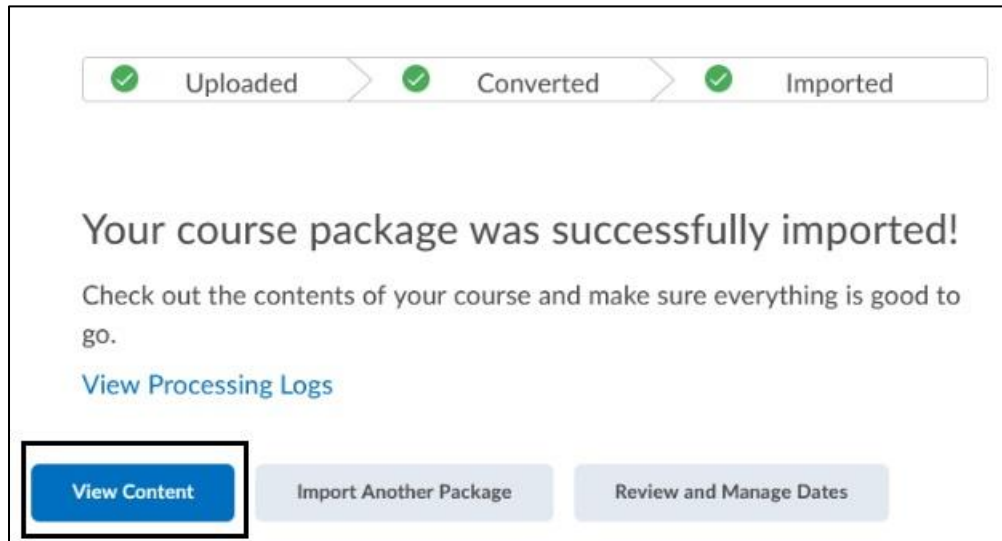 Uploaded Converted Imported
Your course package was successfully imported!
Check out the contents of your course and make sure everything is good to
go.
View Processing Logs
View Content Import Another Package Review and Manage Dates